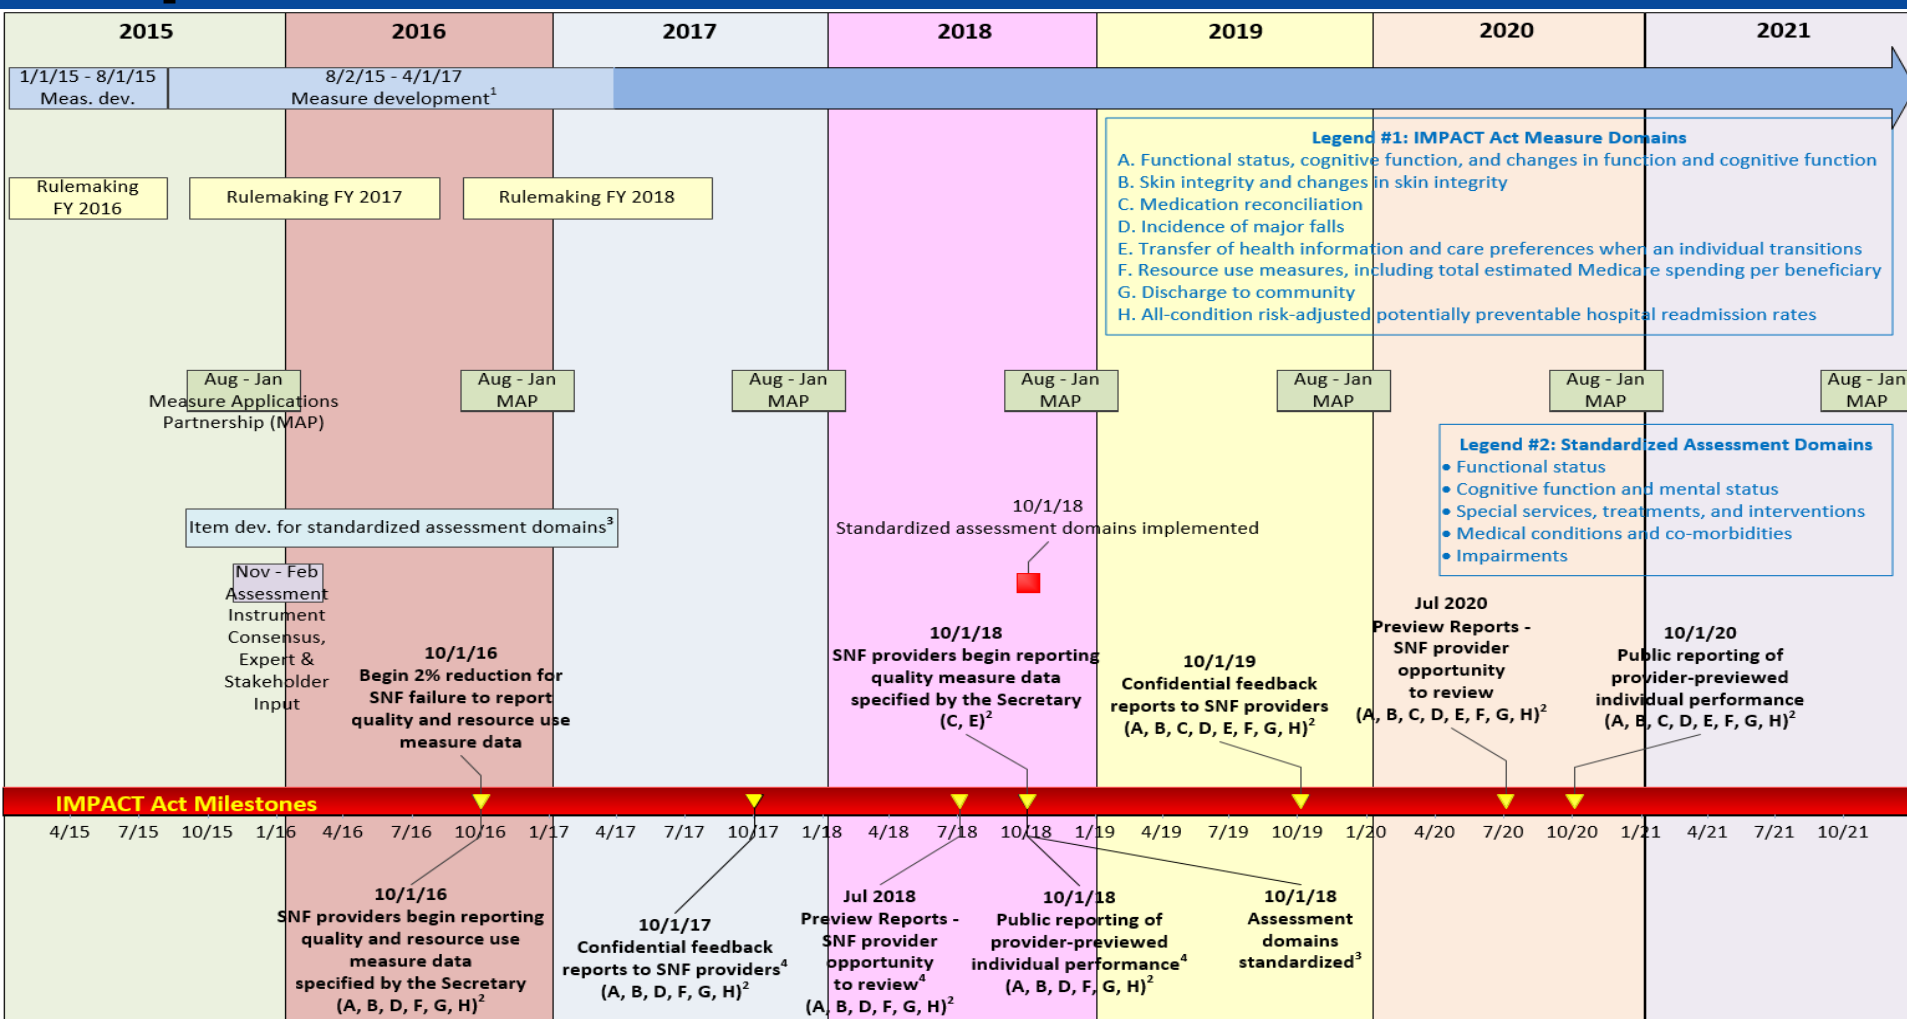 2015
2016
2017
2018
2019
2020
2021
1/1/15 - 8/1/15
Meas. dev.
8/2/15 - 4/1/17
Measure development¹
Legend #1: IMPACT Act Measure Domains
A. Functional status, cognitive function, and changes in function and cognitive function
B. Skin integrity and changes in skin integrity
C. Medication reconciliation
D. Incidence of major falls
E. Transfer of health information and care preferences when an individual transitions
F. Resource use measures, including total estimated Medicare spending per beneficiary
G. Discharge to community
H. All-condition risk-adjusted potentially preventable hospital readmission rates
Rulemaking
FY 2016
Rulemaking FY 2017
Rulemaking FY 2018
Aug - Jan
Measure Applications
Partnership (MAP)
Aug - Jan
MAP
Aug - Jan
MAP
Aug - Jan
MAP
Aug - Jan
MAP
Aug - Jan
MAP
Aug - Jan
MAP
Legend #2: Standardized Assessment Domains
• Functional status
• Cognitive function and mental status
• Special services, treatments, and interventions
• Medical conditions and co-morbidities
• Impairments
Item dev. for standardized assessment domains³
10/1/18
Standardized assessment domains implemented
Nov - Feb
Assessment
Instrument
Consensus,
Expert &
Stakeholder
Input
10/1/16
Begin 2% reduction for
SNF failure to report
quality and resource use
measure data
10/1/18
SNF providers begin reporting
quality measure data
specified by the Secretary
(C, E)²
10/1/19
Confidential feedback
reports to SNF providers
(A, B, C, D, E, F, G, H)²
Jul 2020
Preview Reports -
SNF provider
opportunity
to review
(A, B, C, D, E, F, G, H)²
10/1/20
Public reporting of
provider-previewed
individual performance
(A, B, C, D, E, F, G, H)²
IMPACT Act Milestones
4/15 7/15 10/15 1/16 4/16 7/16 10/16 1/17 4/17 7/17 10/17 1/18 4/18 7/18 10/18 1/19 4/19 7/19 10/19 1/20 4/20 7/20 10/20 1/21 4/21 7/21 10/21
10/1/16
SNF providers begin reporting
quality and resource use
measure data
specified by the Secretary
(A, B, D, F, G, H)²
10/1/17
Confidential feedback
reports to SNF providers⁴
(A, B, D, F, G, H)²
Jul 2018
Preview Reports -
SNF provider
opportunity
to review⁴
(A, B, D, F, G, H)²
10/1/18
Public reporting of
provider-previewed
individual performance⁴
(A, B, D, F, G, H)²
10/1/18
Assessment
domains
standardized³